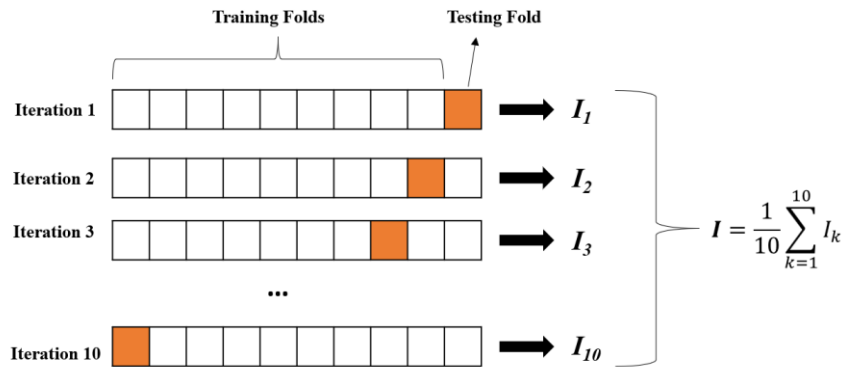 Training Folds
Testing Fold
Iteration 1
I₁
Iteration 2
I₂
Iteration 3
I₃
...
Iteration 10
I₁₀
I = 1/10 ∑_{k=1}^{10} I_k